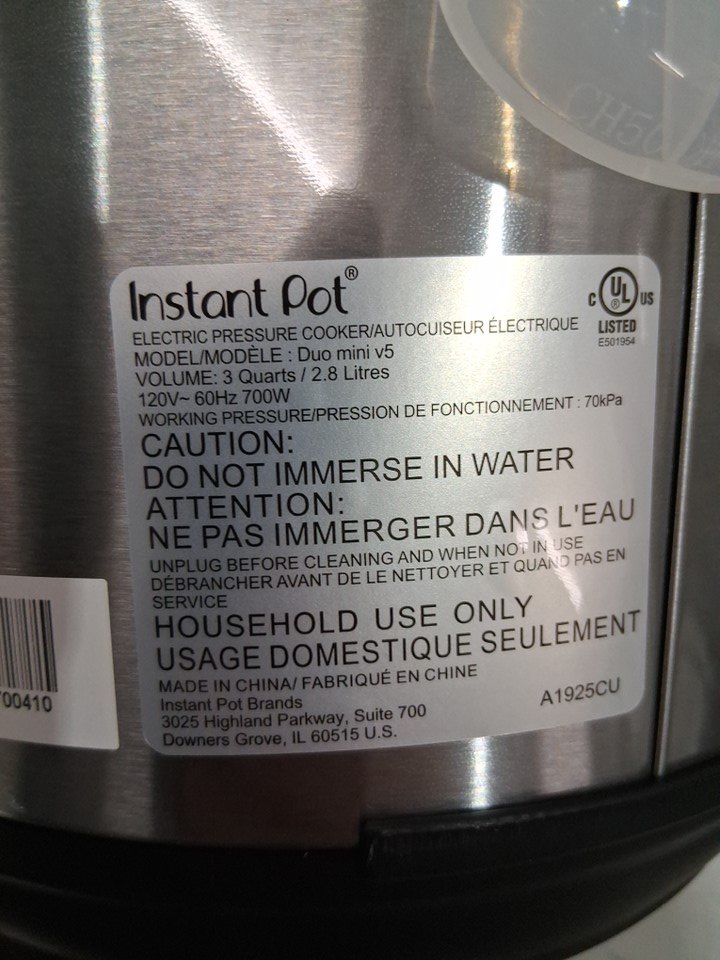 Instant Pot®
C UL ® US
LISTED
E501954
ELECTRIC PRESSURE COOKER/AUTOCUISEUR ÉLECTRIQUE
MODEL/MODÈLE : Duo mini v5
VOLUME: 3 Quarts / 2.8 Litres
120V~ 60Hz 700W
WORKING PRESSURE/PRESSION DE FONCTIONNEMENT : 70kPa
CAUTION:
DO NOT IMMERSE IN WATER
ATTENTION:
NE PAS IMMERGER DANS L'EAU
UNPLUG BEFORE CLEANING AND WHEN NOT IN USE
DÉBRANCHER AVANT DE LE NETTOYER ET QUAND PAS EN
SERVICE
HOUSEHOLD USE ONLY
USAGE DOMESTIQUE SEULEMENT
MADE IN CHINA/ FABRIQUÉ EN CHINE
Instant Pot Brands
3025 Highland Parkway, Suite 700
Downers Grove, IL 60515 U.S.
A1925CU
00410